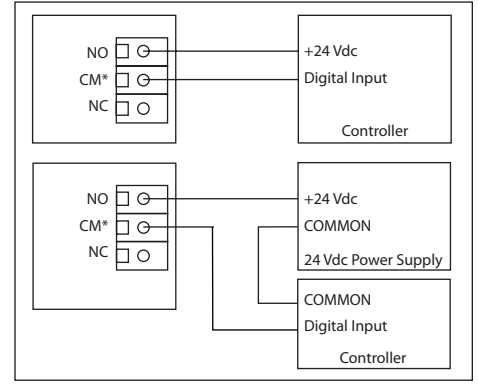 NO
CM*
NC
+24 Vdc
Digital Input
Controller
NO
CM*
NC
+24 Vdc
COMMON
24 Vdc Power Supply
COMMON
Digital Input
Controller